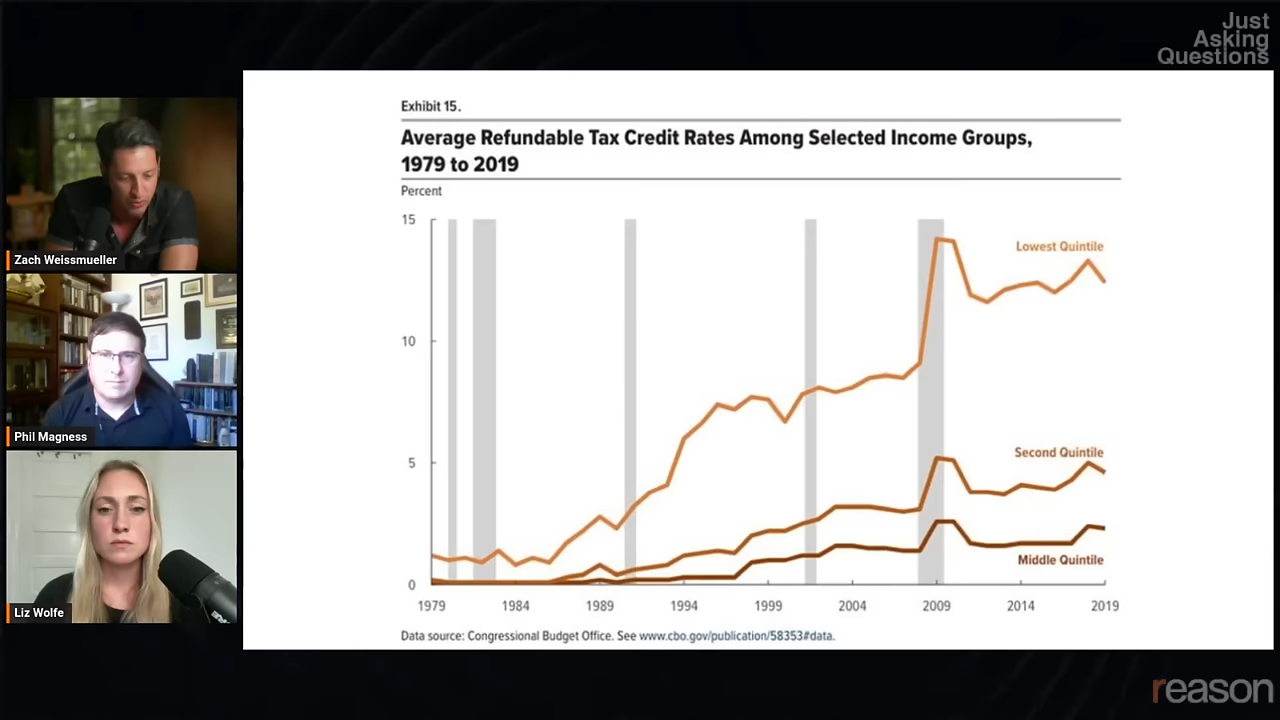 Just
Asking
Questions
Zach Weissmueller
Phil Magness
Liz Wolfe
Exhibit 15.
Average Refundable Tax Credit Rates Among Selected Income Groups,
1979 to 2019
Percent
15
10
5
0
Lowest Quintile
Second Quintile
Middle Quintile
1979 1984 1989 1994 1999 2004 2009 2014 2019
Data source: Congressional Budget Office. See www.cbo.gov/publication/58353#data.
reason